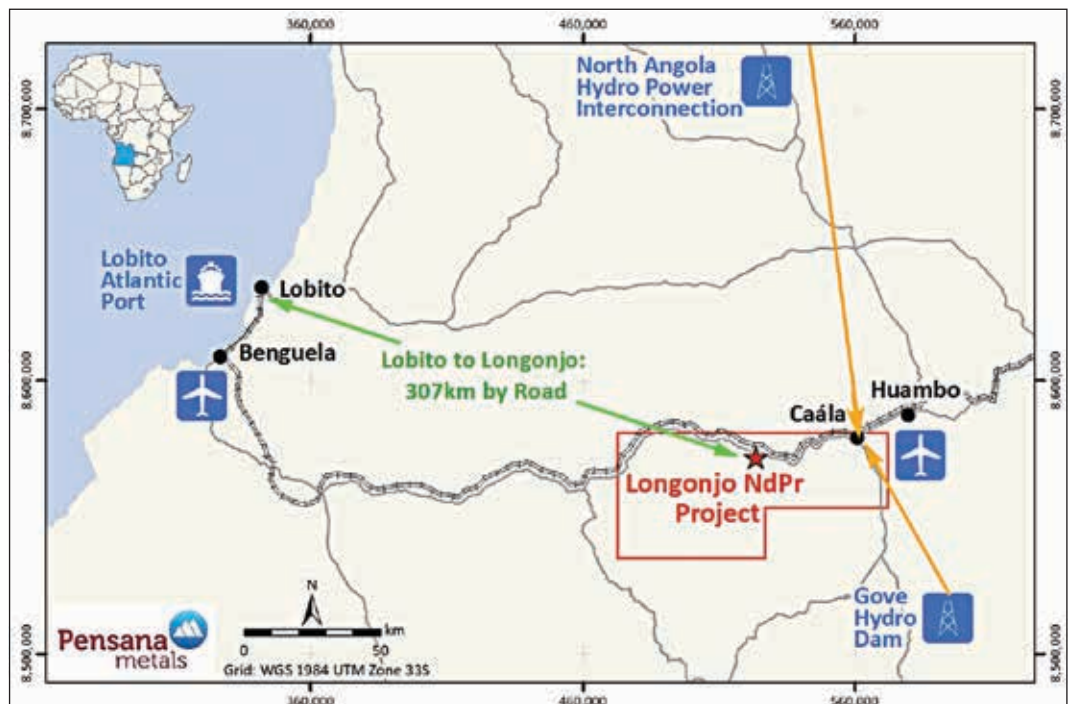 360,000
460,000
560,000
8,700,000
8,700,000
North Angola
Hydro Power
Interconnection
Lobito
Atlantic
Port
Lobito
Benguela
Lobito to Longonjo:
307km by Road
8,600,000
8,600,000
Huambo
Caála
Longonjo NdPr
Project
Gove
Hydro
Dam
Pensana
metals
N
km
0
50
Grid: WGS 1984 UTM Zone 33S
8,500,000
8,500,000
360,000
460,000
560,000